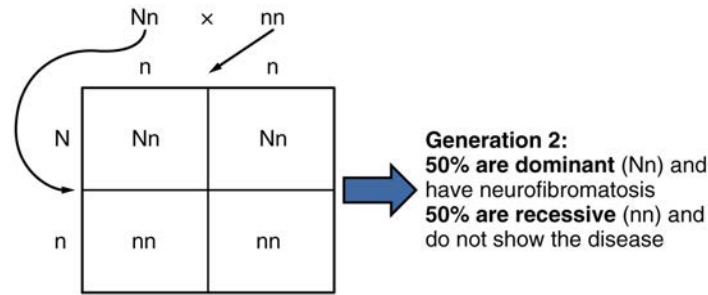 Nn × nn
n n
N Nn Nn
n nn nn
Generation 2:
50% are dominant (Nn) and
have neurofibromatosis
50% are recessive (nn) and
do not show the disease